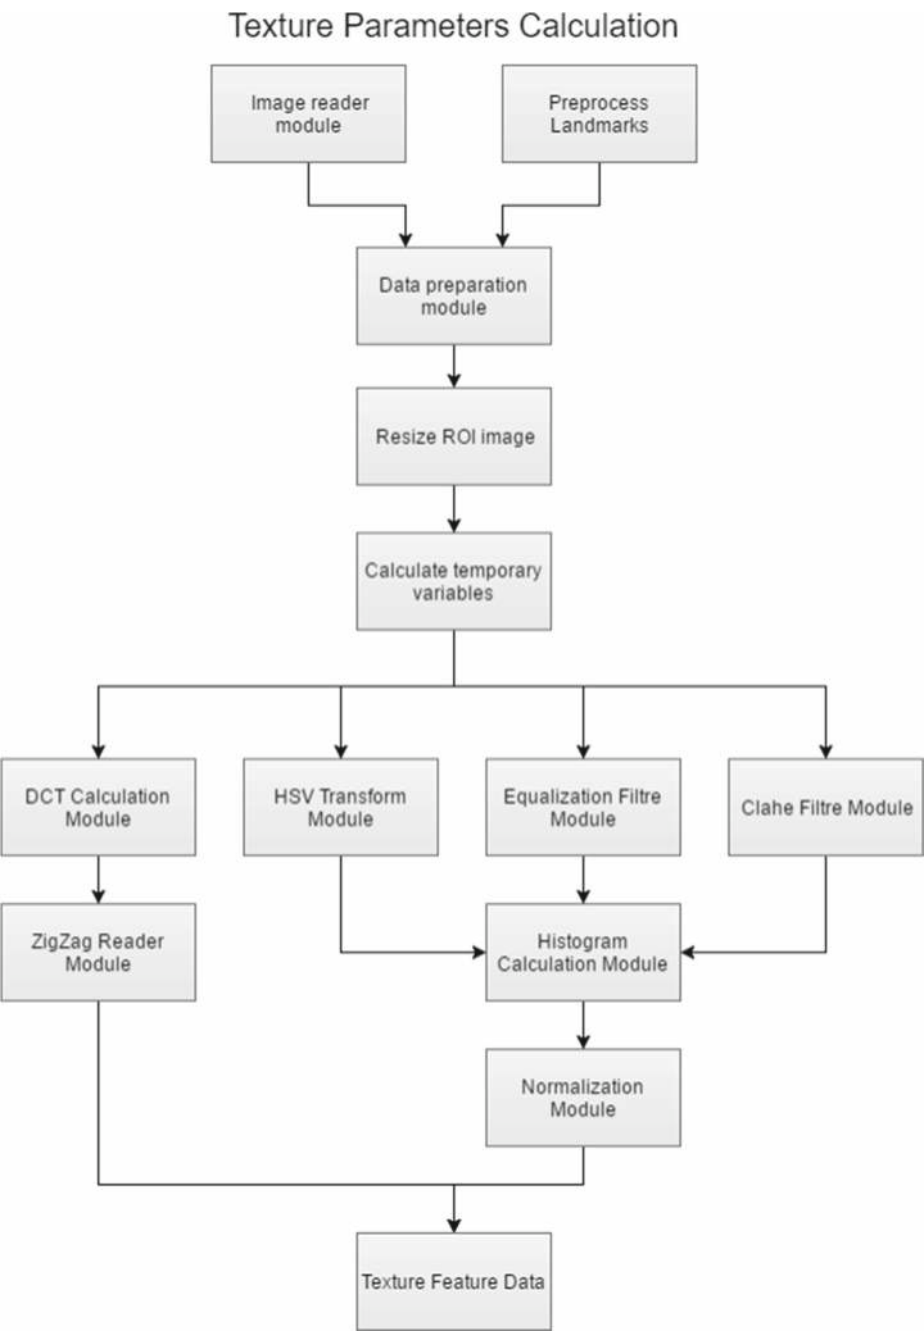 Texture Parameters Calculation
Image reader
module
Preprocess
Landmarks
Data preparation
module
Resize ROI image
Calculate temporary
variables
DCT Calculation
Module
HSV Transform
Module
Equalization Filtre
Module
Clahe Filtre Module
ZigZag Reader
Module
Histogram
Calculation Module
Normalization
Module
Texture Feature Data